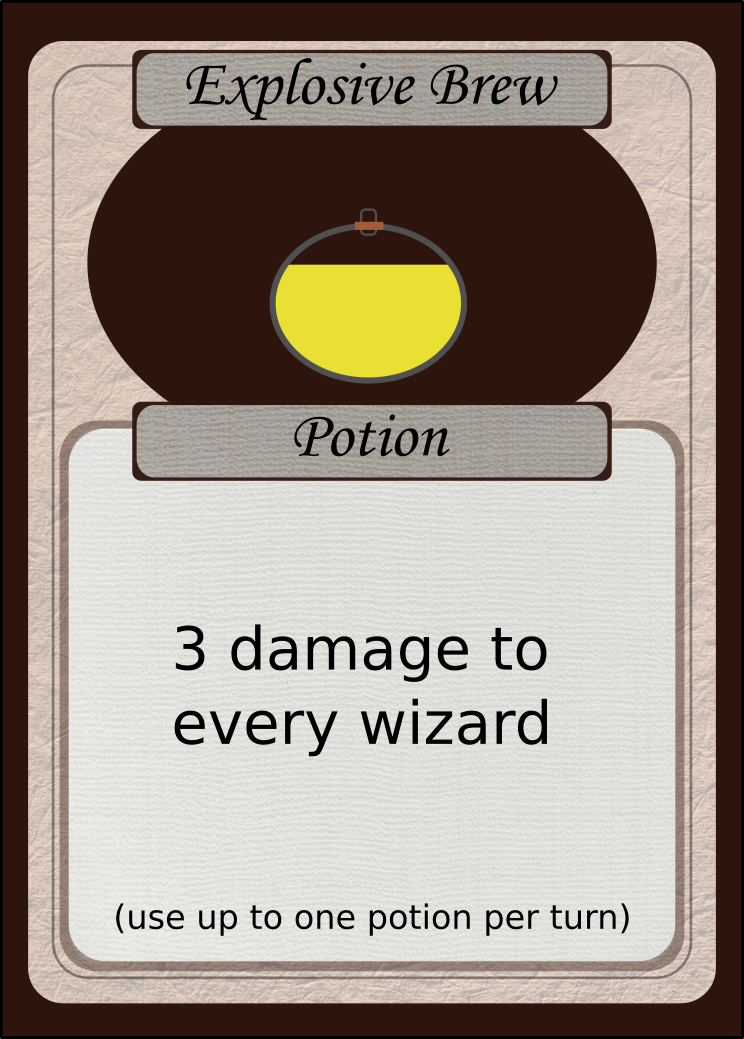 Explosive Brew
Potion
3 damage to
every wizard
(use up to one potion per turn)